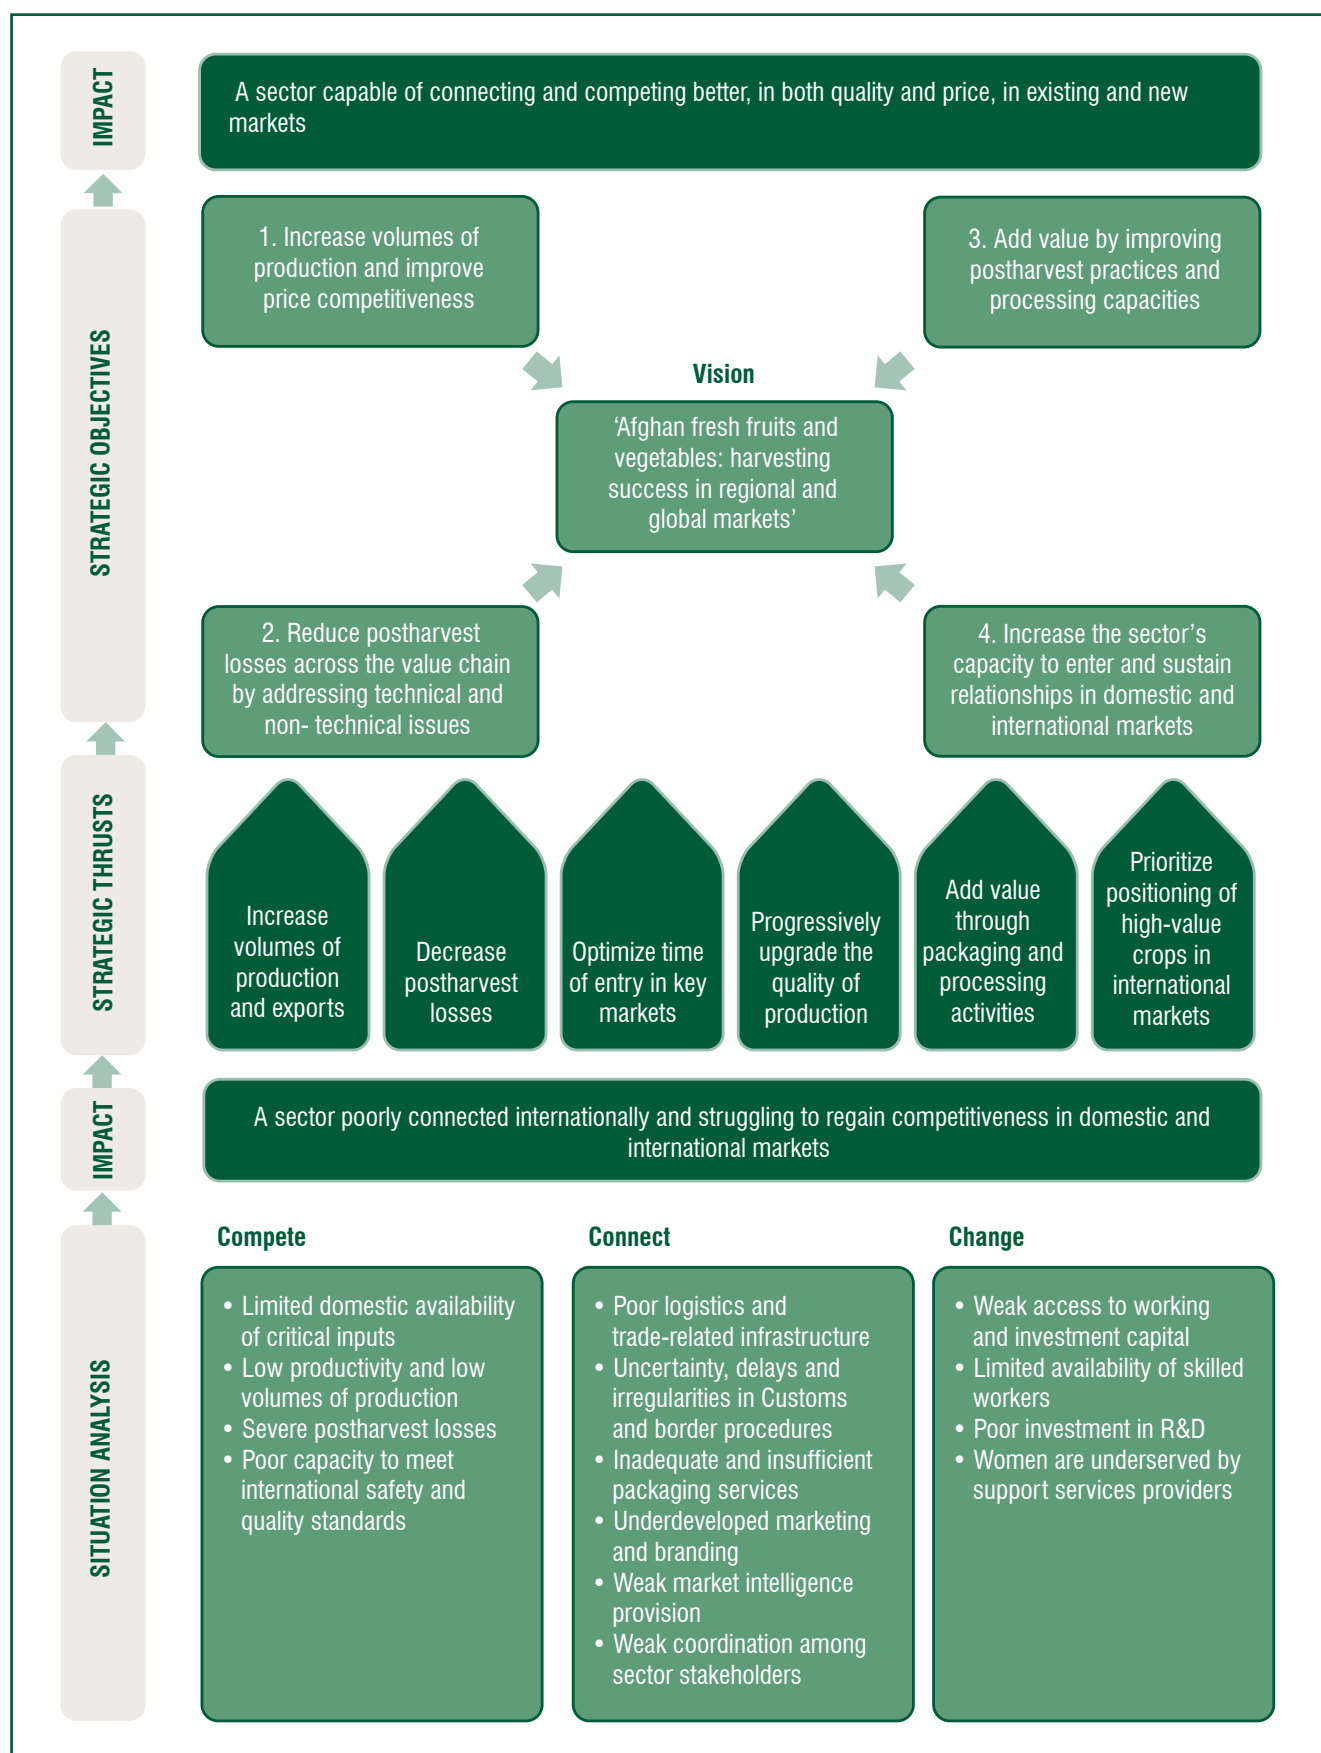 IMPACT
A sector capable of connecting and competing better, in both quality and price, in existing and new
markets
STRATEGIC OBJECTIVES
1. Increase volumes of
production and improve
price competitiveness
3. Add value by improving
postharvest practices and
processing capacities
Vision
‘Afghan fresh fruits and
vegetables: harvesting
success in regional and
global markets’
2. Reduce postharvest
losses across the value chain
by addressing technical and
non- technical issues
4. Increase the sector’s
capacity to enter and sustain
relationships in domestic and
international markets
STRATEGIC THRUSTS
Increase
volumes of
production
and exports
Decrease
postharvest
losses
Optimize time
of entry in key
markets
Progressively
upgrade the
quality of
production
Add value
through
packaging and
processing
activities
Prioritize
positioning of
high-value
crops in
international
markets
IMPACT
A sector poorly connected internationally and struggling to regain competitiveness in domestic and
international markets
SITUATION ANALYSIS
Compete
• Limited domestic availability
of critical inputs
• Low productivity and low
volumes of production
• Severe postharvest losses
• Poor capacity to meet
international safety and
quality standards
Connect
• Poor logistics and
trade-related infrastructure
• Uncertainty, delays and
irregularities in Customs
and border procedures
• Inadequate and insufficient
packaging services
• Underdeveloped marketing
and branding
• Weak market intelligence
provision
• Weak coordination among
sector stakeholders
Change
• Weak access to working
and investment capital
• Limited availability of skilled
workers
• Poor investment in R&D
• Women are underserved by
support services providers